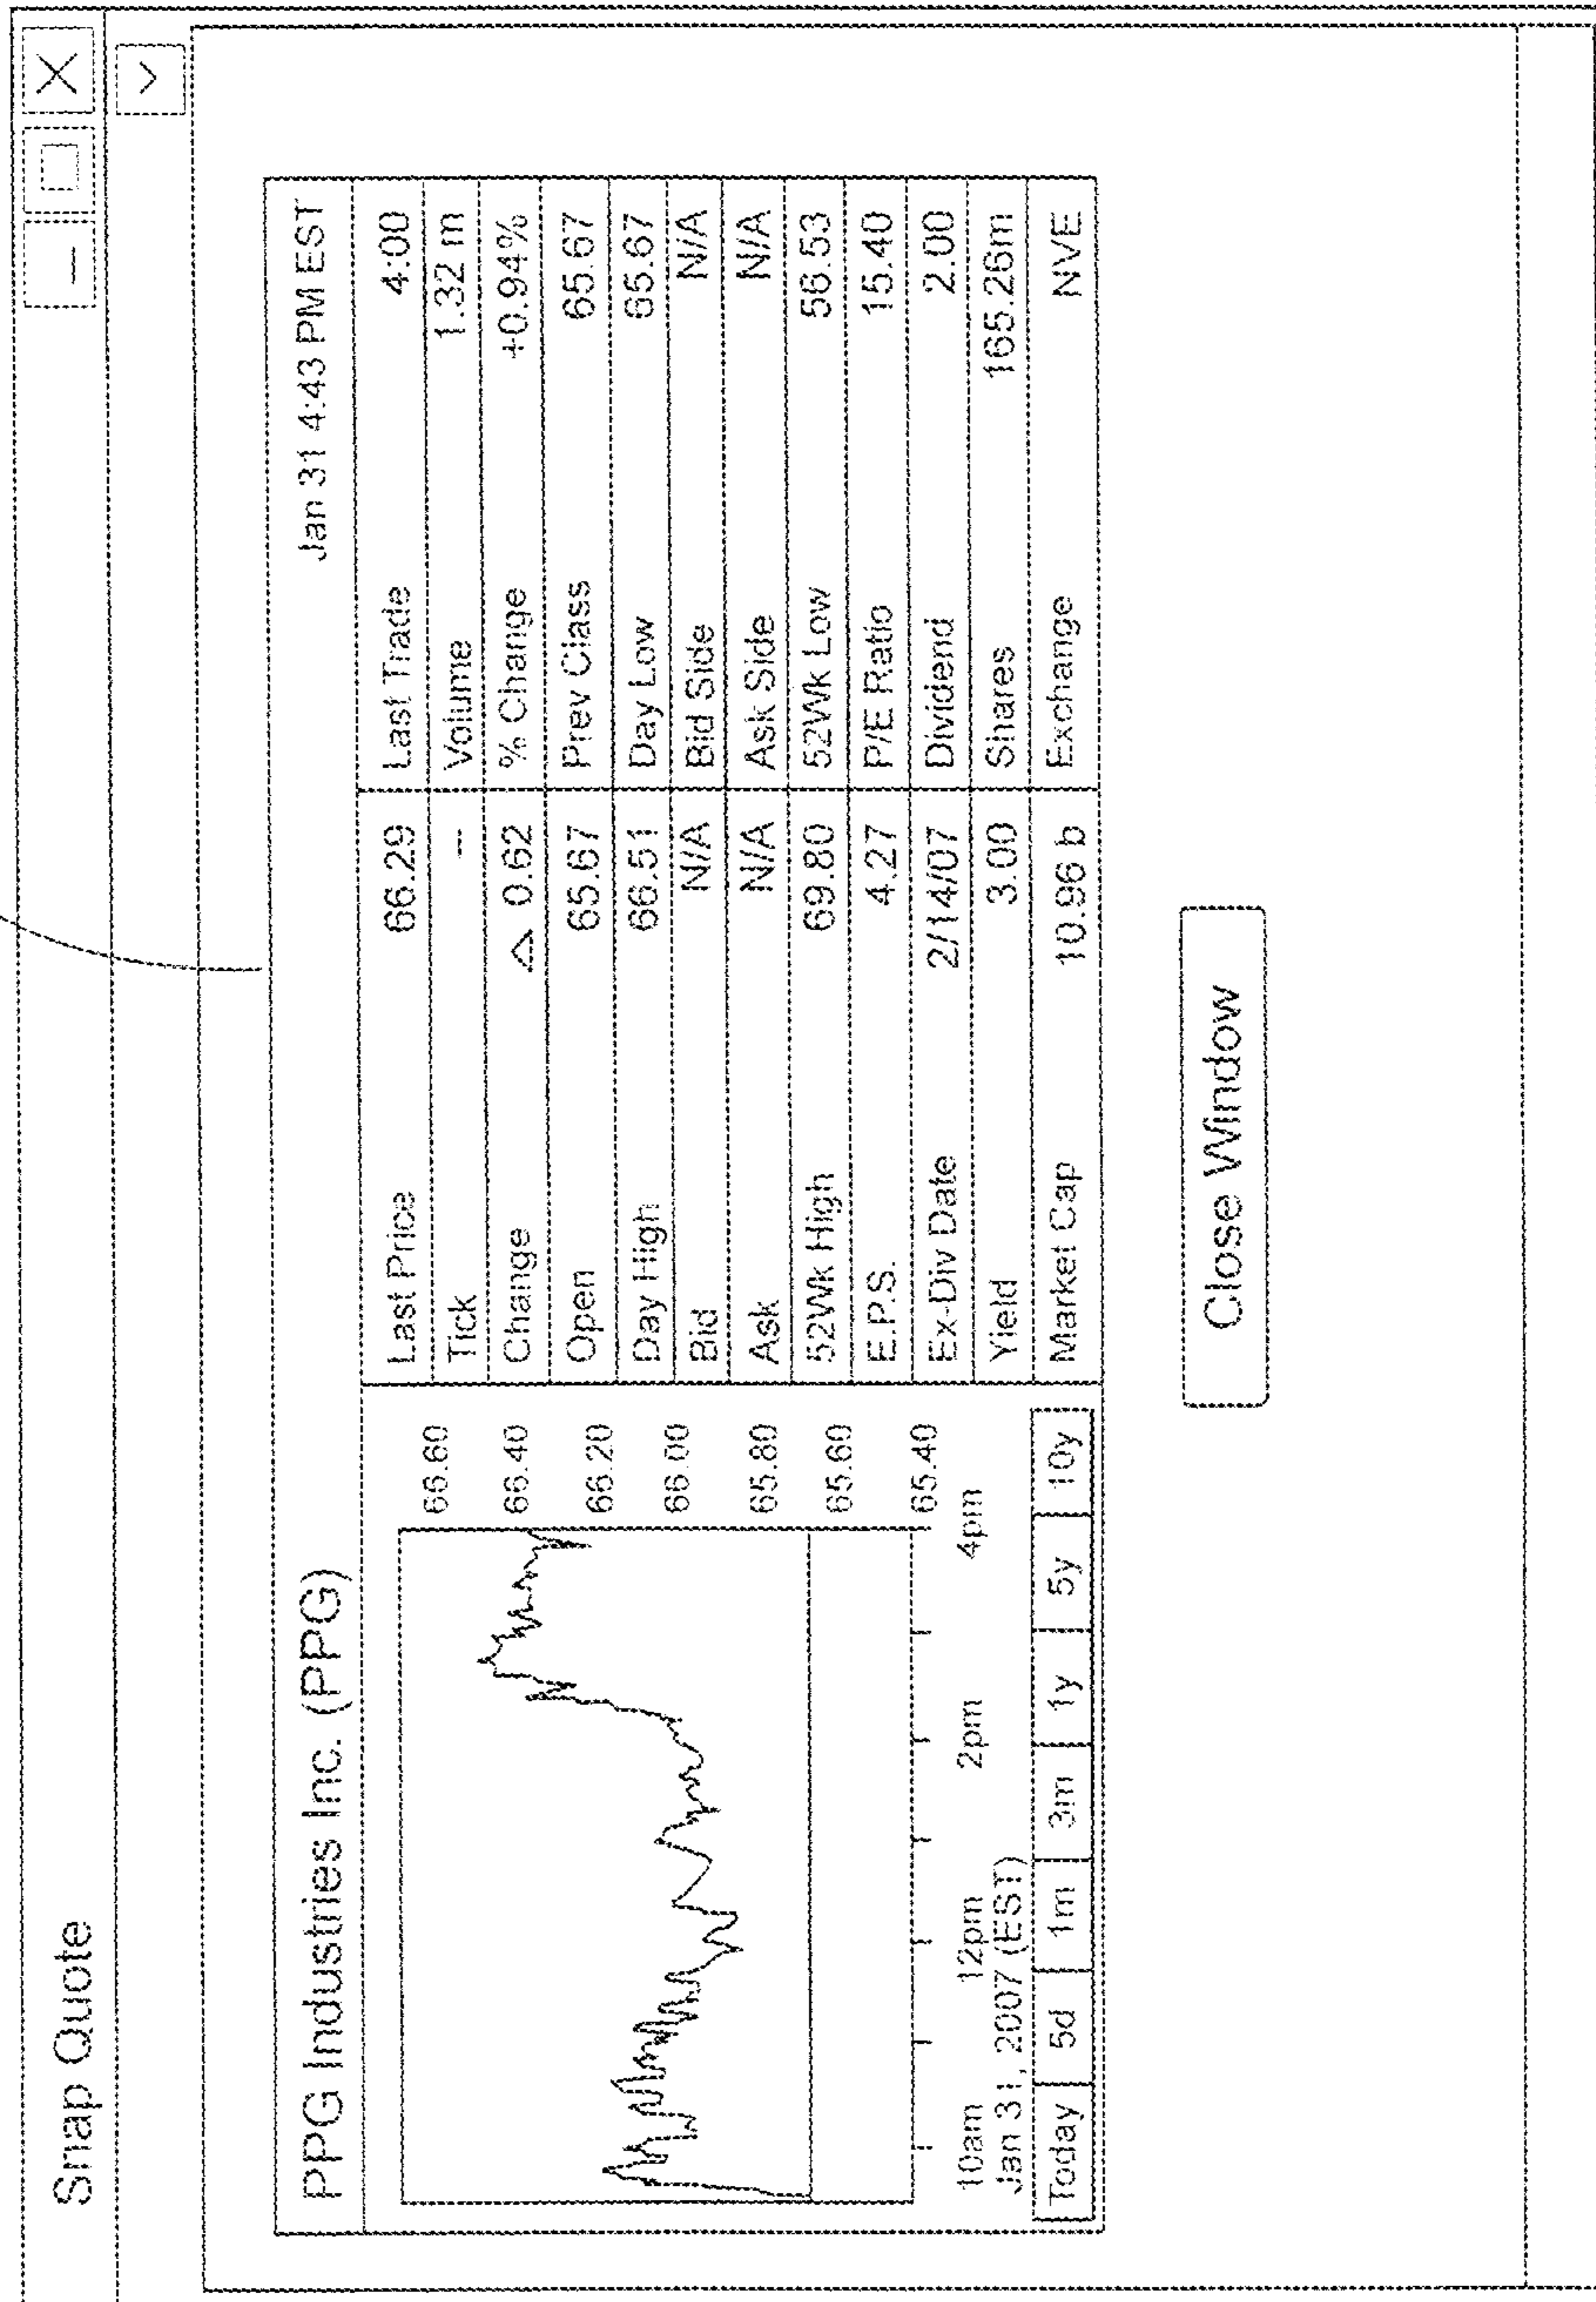 Snap Quote
PPG Industries Inc. (PPG) Jan 31 4:43 PM EST
66.60
66.40
66.20
66.00
65.80
65.60
65.40
10am 12pm 2pm 4pm
Jan 31, 2007 (EST)
Today 5d 1m 3m 1y 5y 10y
Last Price 66.29 Last Trade 4:00
Tick -- Volume 1.32 m
Change △ 0.62 % Change +0.94%
Open 65.67 Prev Class 65.67
Day High 66.51 Day Low 65.67
Bid N/A Bid Side N/A
Ask N/A Ask Side N/A
52Wk High 69.80 52Wk Low 56.53
E.P.S. 4.27 P/E Ratio 15.40
Ex-Div Date 2/14/07 Dividend 2.00
Yield 3.00 Shares 165.26m
Market Cap 10.96 b Exchange NVE
Close Window